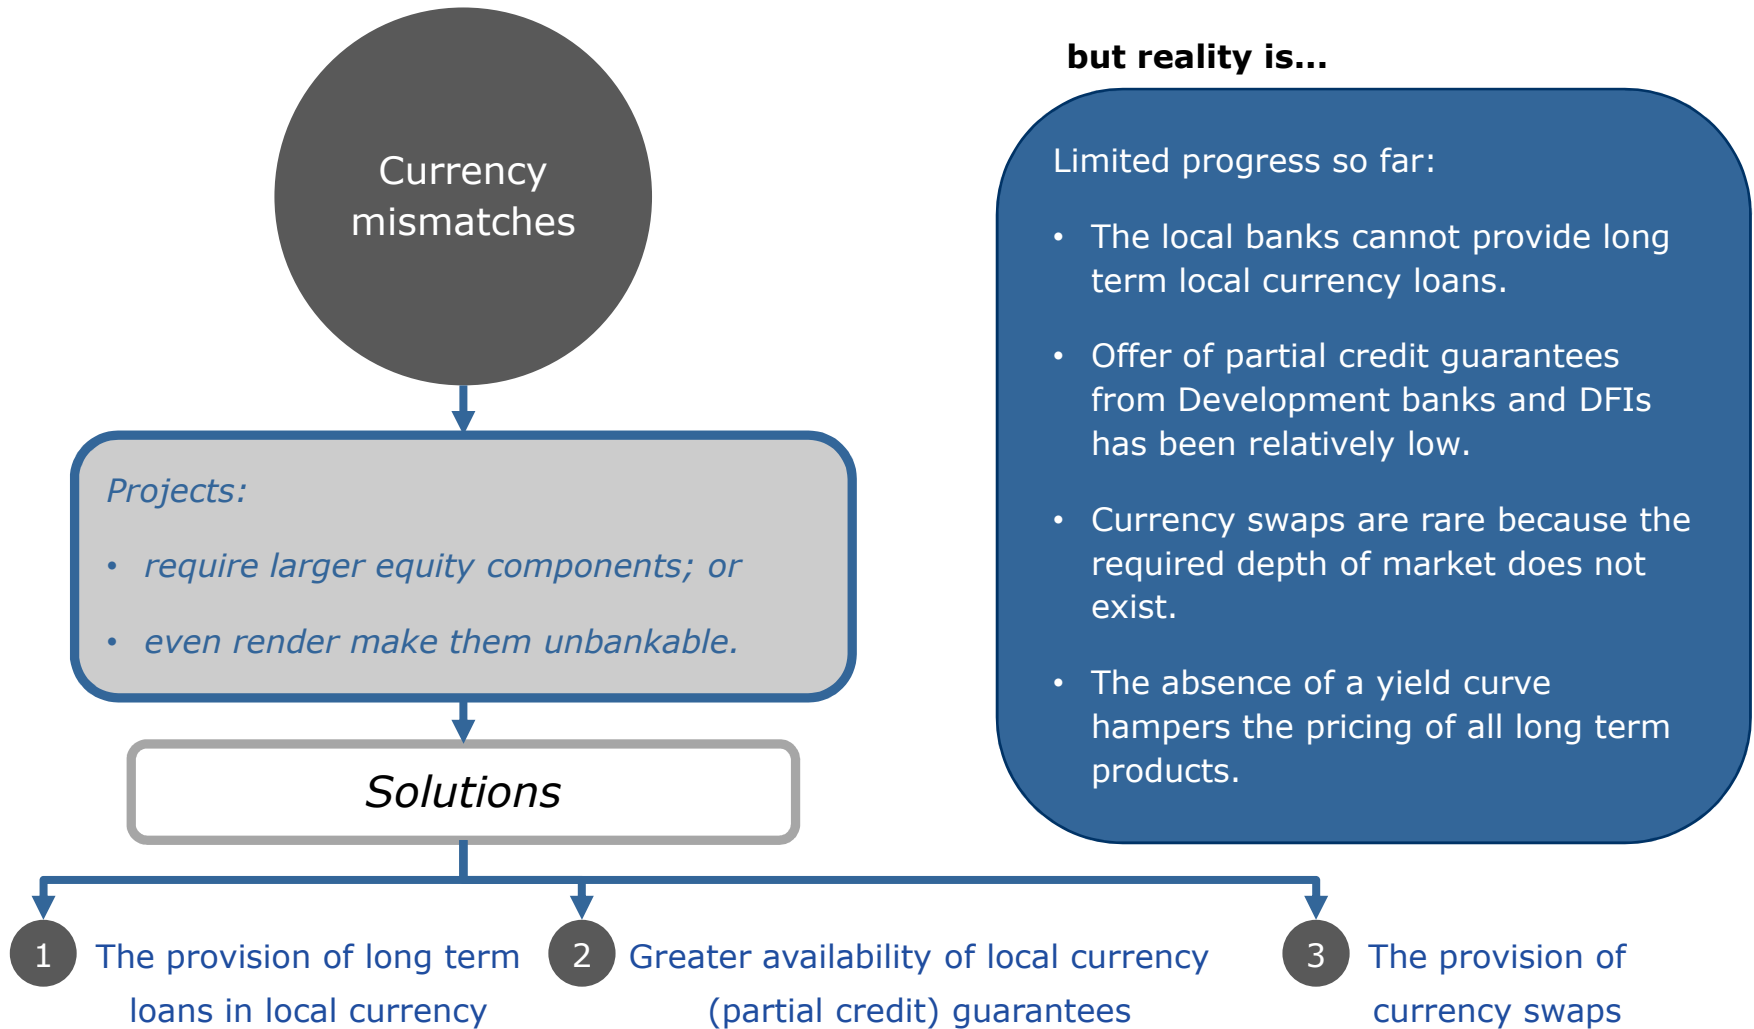 Currency
mismatches
Projects:
• require larger equity components; or
• even render make them unbankable.
Solutions
1 The provision of long term
loans in local currency
2 Greater availability of local currency
(partial credit) guarantees
3 The provision of
currency swaps
but reality is...
Limited progress so far:
• The local banks cannot provide long
term local currency loans.
• Offer of partial credit guarantees
from Development banks and DFIs
has been relatively low.
• Currency swaps are rare because the
required depth of market does not
exist.
• The absence of a yield curve
hampers the pricing of all long term
products.